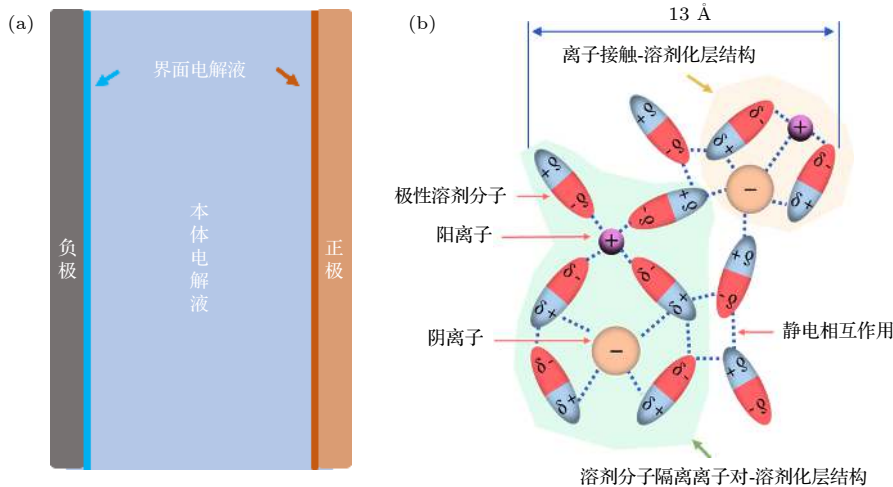 (a)
界面电解液
负极
本体电解液
正极
(b)
13 Å
离子接触-溶剂化层结构
极性溶剂分子
阳离子
阴离子
静电相互作用
溶剂分子隔离离子对-溶剂化层结构
δ+
δ-
δ+
δ-
δ+
δ-
δ-
δ+
δ-
δ+
+
−
+
δ-
δ+
δ-
δ+
δ+
δ-
−
δ-
δ+
δ-
δ+
δ+
δ-